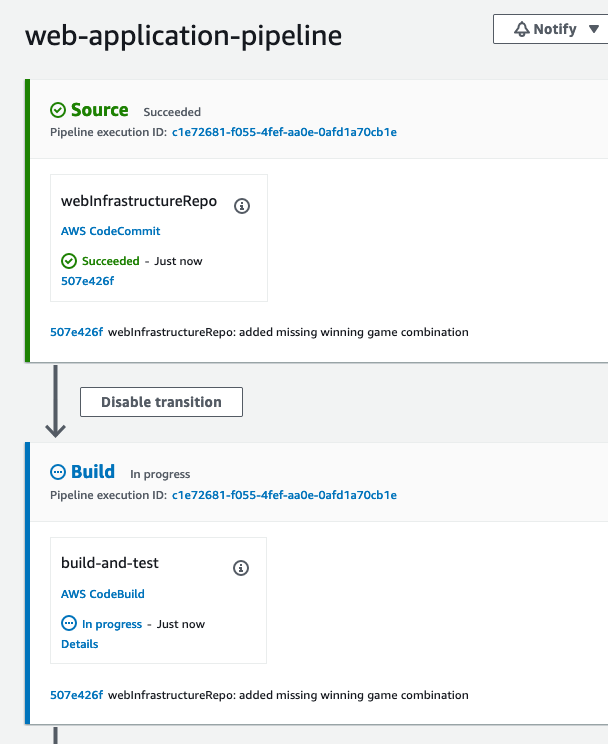 web-application-pipeline
Notify
Source Succeeded
Pipeline execution ID: c1e72681-f055-4fef-aa0e-0afd1a70cb1e
webInfrastructureRepo
AWS CodeCommit
Succeeded - Just now
507e426f
507e426f webInfrastructureRepo: added missing winning game combination
Disable transition
Build In progress
Pipeline execution ID: c1e72681-f055-4fef-aa0e-0afd1a70cb1e
build-and-test
AWS CodeBuild
In progress - Just now
Details
507e426f webInfrastructureRepo: added missing winning game combination